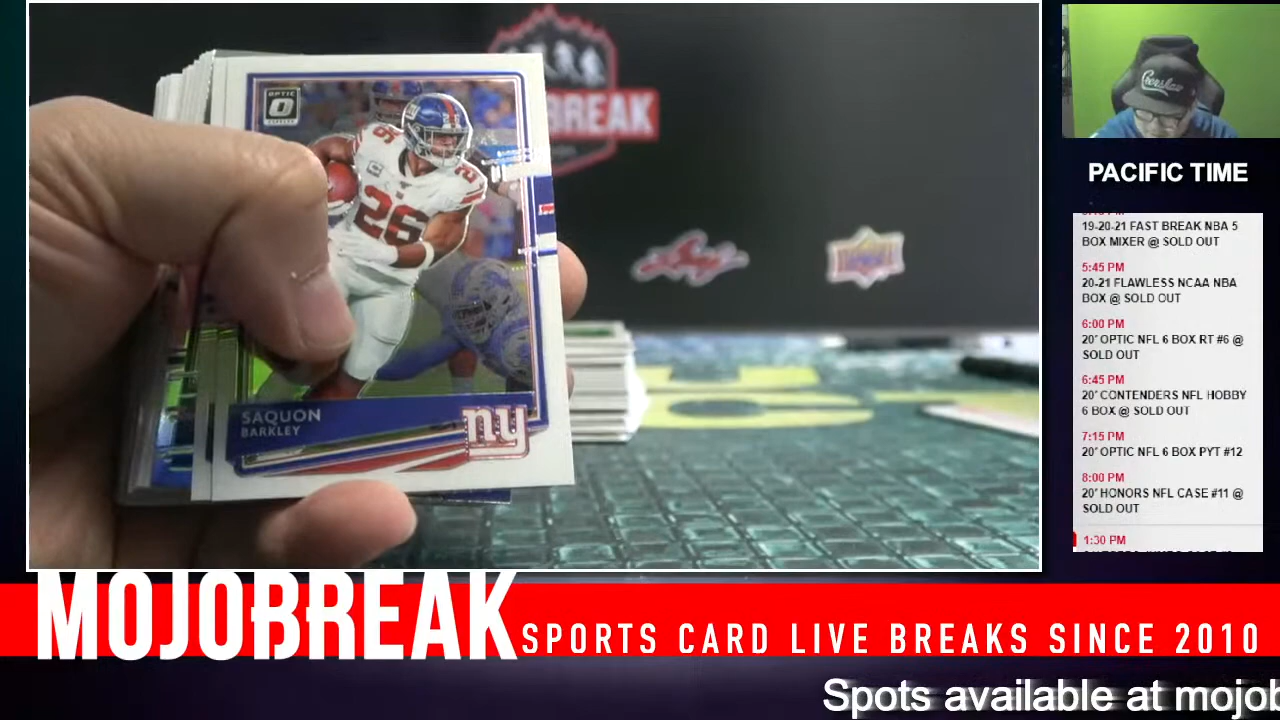 OPTIC
BREAK
26
26
SAQUON
BARKLEY
ny
PACIFIC TIME
19-20-21 FAST BREAK NBA 5
BOX MIXER @ SOLD OUT
5:45 PM
20-21 FLAWLESS NCAA NBA
BOX @ SOLD OUT
6:00 PM
20' OPTIC NFL 6 BOX RT #6 @
SOLD OUT
6:45 PM
20' CONTENDERS NFL HOBBY
6 BOX @ SOLD OUT
7:15 PM
20' OPTIC NFL 6 BOX PYT #12
8:00 PM
20' HONORS NFL CASE #11 @
SOLD OUT
1:30 PM
MOJOBREAK
SPORTS CARD LIVE BREAKS SINCE 2010
Spots available at mojob